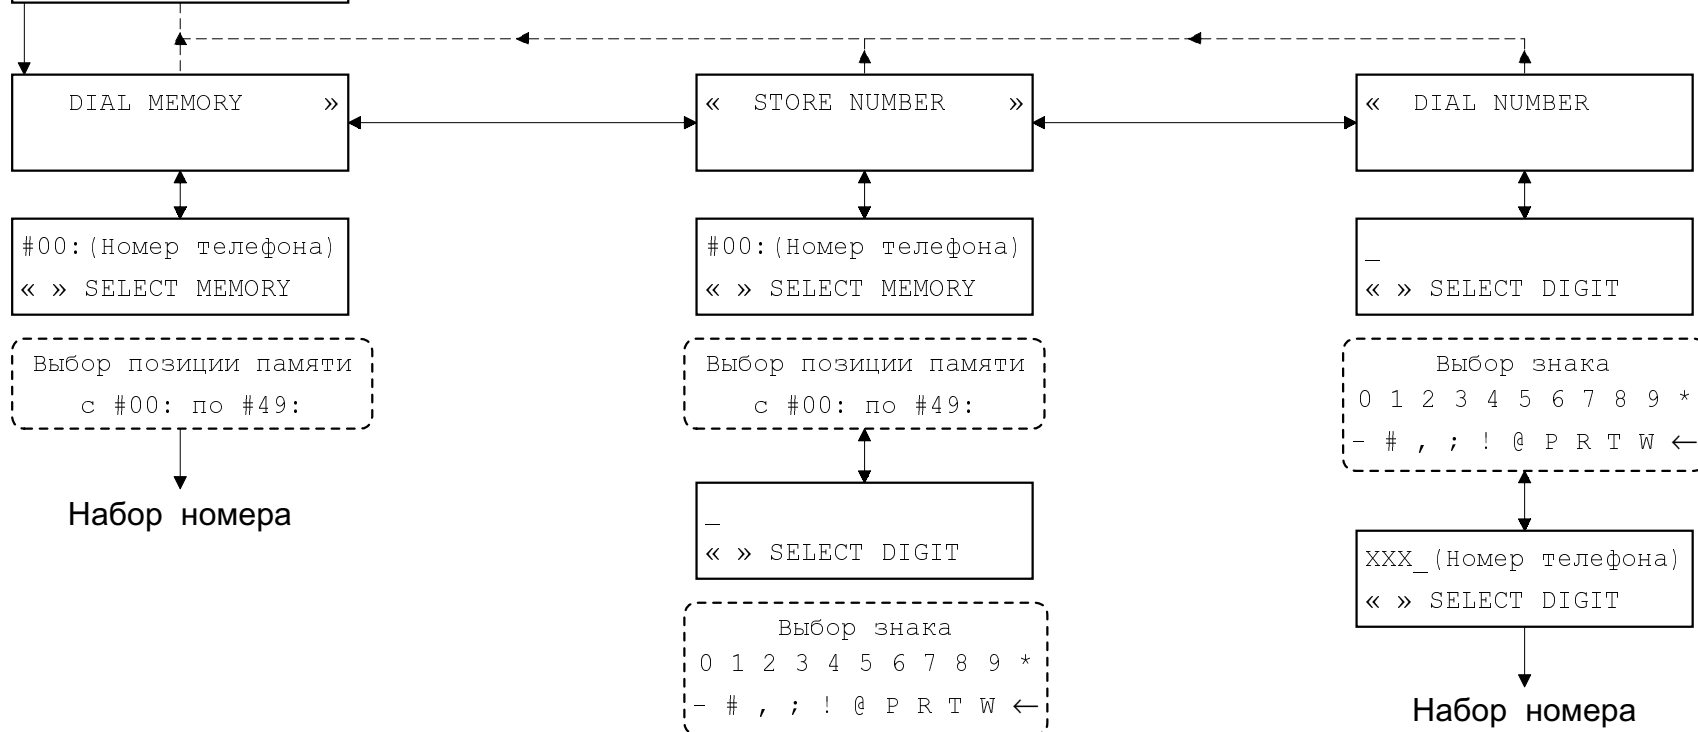 DIAL MEMORY »
#00:(Номер телефона)
« » SELECT MEMORY
Выбор позиции памяти
с #00: по #49:
Набор номера
« STORE NUMBER »
#00:(Номер телефона)
« » SELECT MEMORY
Выбор позиции памяти
с #00: по #49:
_
« » SELECT DIGIT
Выбор знака
0 1 2 3 4 5 6 7 8 9 *
- # , ; ! @ P R T W ←
« DIAL NUMBER
_
« » SELECT DIGIT
Выбор знака
0 1 2 3 4 5 6 7 8 9 *
- # , ; ! @ P R T W ←
XXX_(Номер телефона)
« » SELECT DIGIT
Набор номера